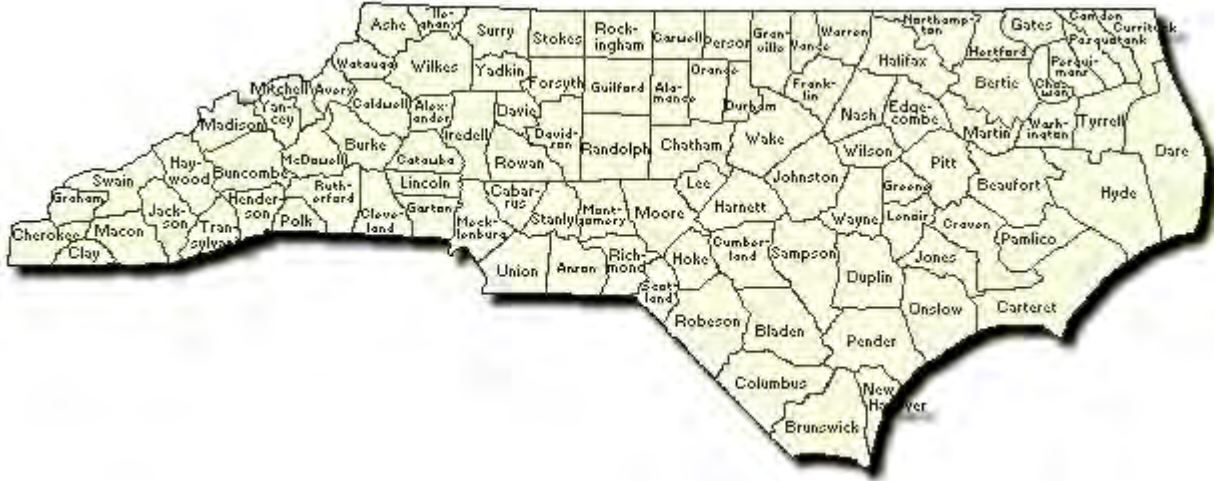 Ashe
Alle-
ghany
Surry
Stokes
Rock-
ingham
Caswell
Person
Gran-
ville
Vance
Warren
Northamp-
ton
Gates
Camden
Currituck
Pasquotank
Hertford
Halifax
Watauga
Wilkes
Yadkin
Forsyth
Guilford
Ala-
mance
Orange
Durham
Frank-
lin
Bertie
Perqui-
mans
Cho-
wan
Mitchell
Avery
Yan-
cey
Caldwell
Alex-
ander
Davie
Iredell
David-
son
Nash
Edge-
combe
Martin
Wash-
ington
Tyrrell
Dare
Madison
Burke
McDowell
Catauba
Rowan
Randolph
Chatham
Wake
Wilson
Pitt
Beaufort
Hyde
Hay-
wood
Buncombe
Swain
Graham
Ruth-
erford
Lincoln
Gaston
Cabar-
rus
Stanly
Mont-
gomery
Moore
Lee
Harnett
Johnston
Greene
Wayne
Lenoir
Craven
Pamlico
Hender-
son
Jack-
son
Tran-
sylvan
Polk
Cleve-
land
Meck-
lenburg
Cherokee
Macon
Clay
Union
Anson
Rich-
mond
Hoke
Scot-
land
Cumber-
land
Sampson
Duplin
Jones
Onslow
Carteret
Robeson
Bladen
Pender
Columbus
New
Hanover
Brunswick